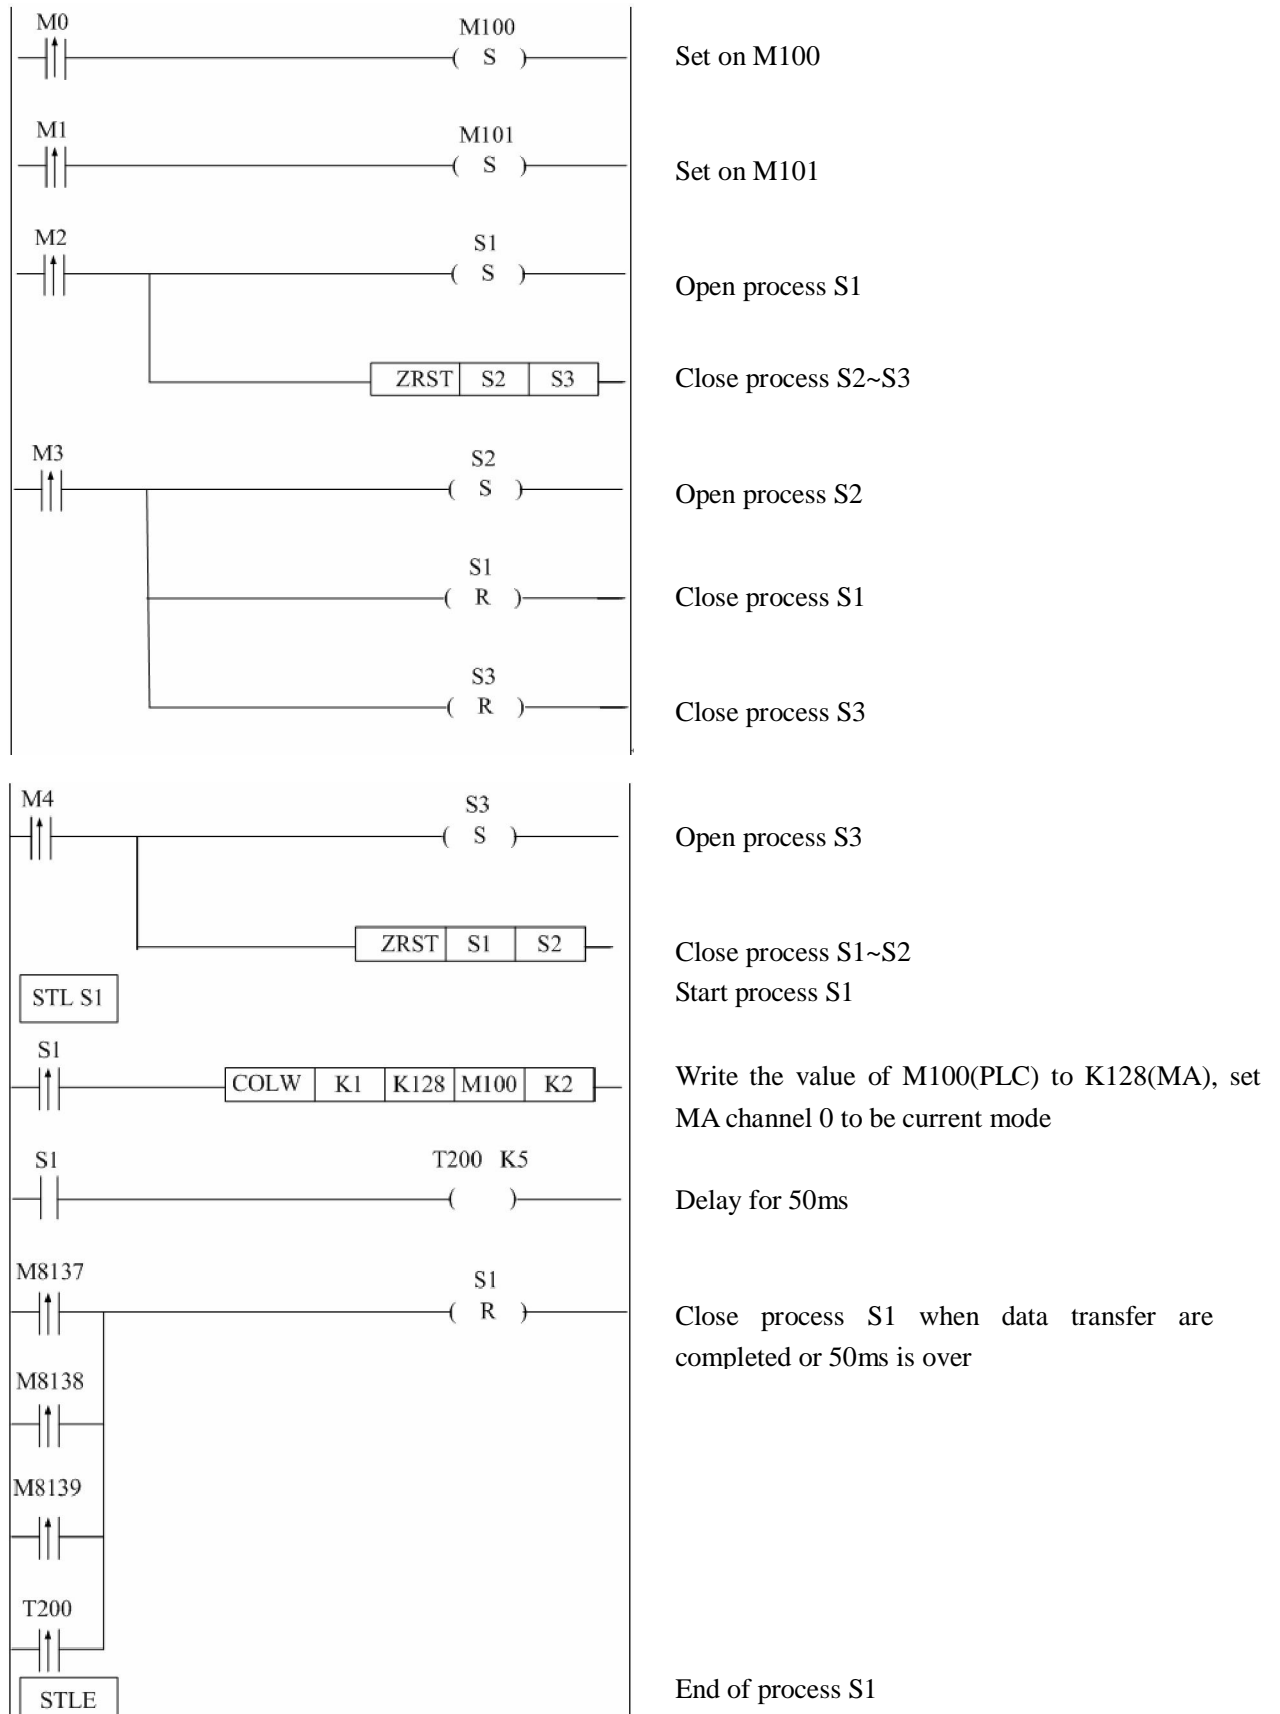 M0
M100
( S )
Set on M100
M1
M101
( S )
Set on M101
M2
S1
( S )
Open process S1
ZRST S2 S3
Close process S2~S3
M3
S2
( S )
Open process S2
S1
( R )
Close process S1
S3
( R )
Close process S3
M4
S3
( S )
Open process S3
ZRST S1 S2
Close process S1~S2
STL S1
Start process S1
S1
COLW K1 K128 M100 K2
Write the value of M100(PLC) to K128(MA), set
MA channel 0 to be current mode
S1
T200 K5
( )
Delay for 50ms
M8137
S1
( R )
Close process S1 when data transfer are
completed or 50ms is over
M8138
M8139
T200
STLE
End of process S1